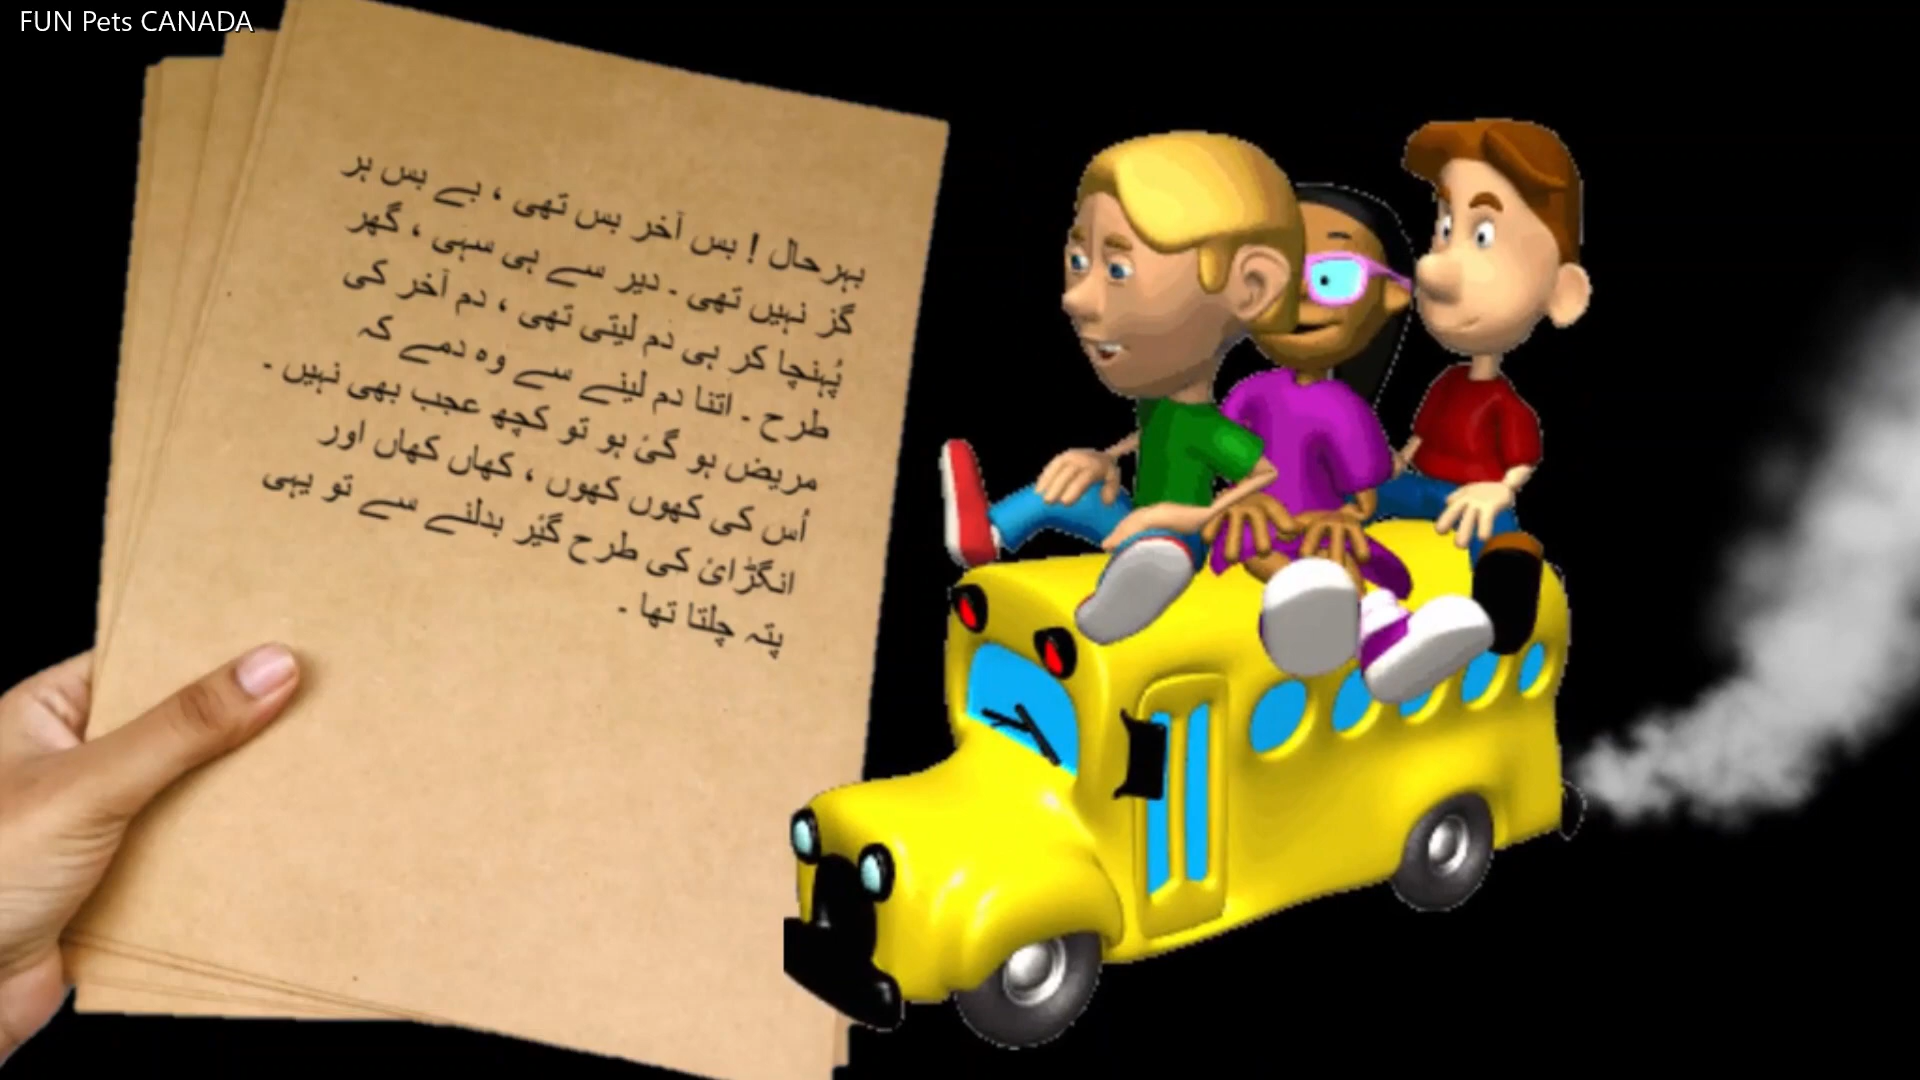 FUN Pets CANADA
بہرحال ! بس آخر بس تھی ، بے بس ہر
گز نہیں تھی ۔ دیر سے ہی سہی ، گھر
پُہنچا کر ہی دم لیتی تھی ، دم آخر کی
طرح ۔ اتنا دم لینے سے وہ دمے کہ
مریض ہو گئ ہو تو کچھ عجب بھی نہیں ۔
اُس کی کھوں کھوں ، کھاں کھاں اور
انگڑائ کی طرح گیٔر بدلنے سے تو یہی
پتہ چلتا تھا ۔